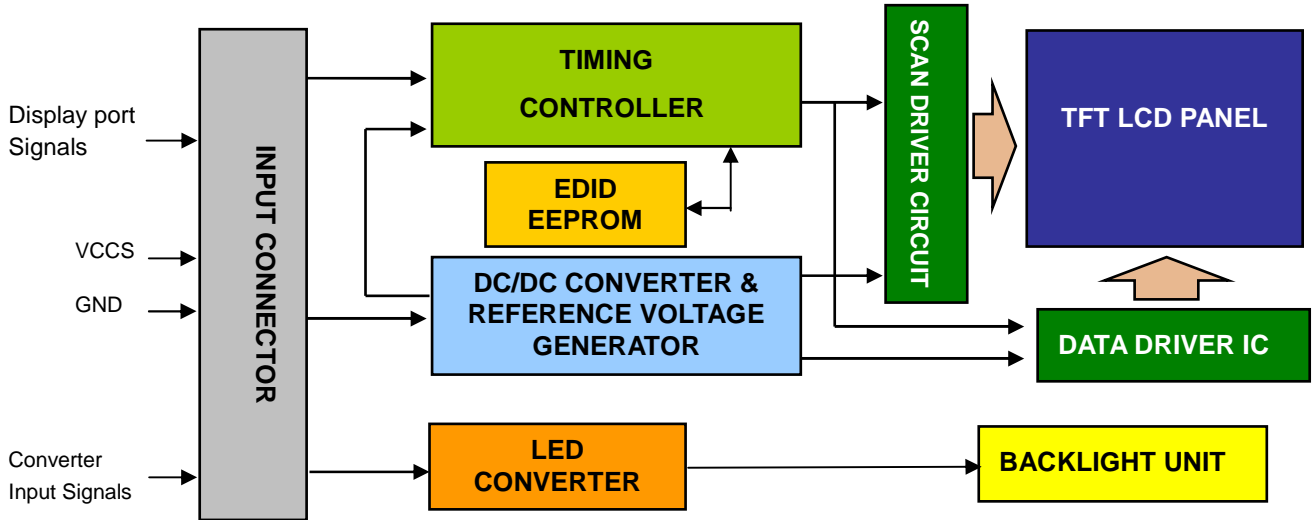 Display port
Signals
VCCS
GND
Converter
Input Signals
INPUT CONNECTOR
TIMING
CONTROLLER
EDID
EEPROM
DC/DC CONVERTER &
REFERENCE VOLTAGE
GENERATOR
LED
CONVERTER
SCAN DRIVER CIRCUIT
TFT LCD PANEL
DATA DRIVER IC
BACKLIGHT UNIT